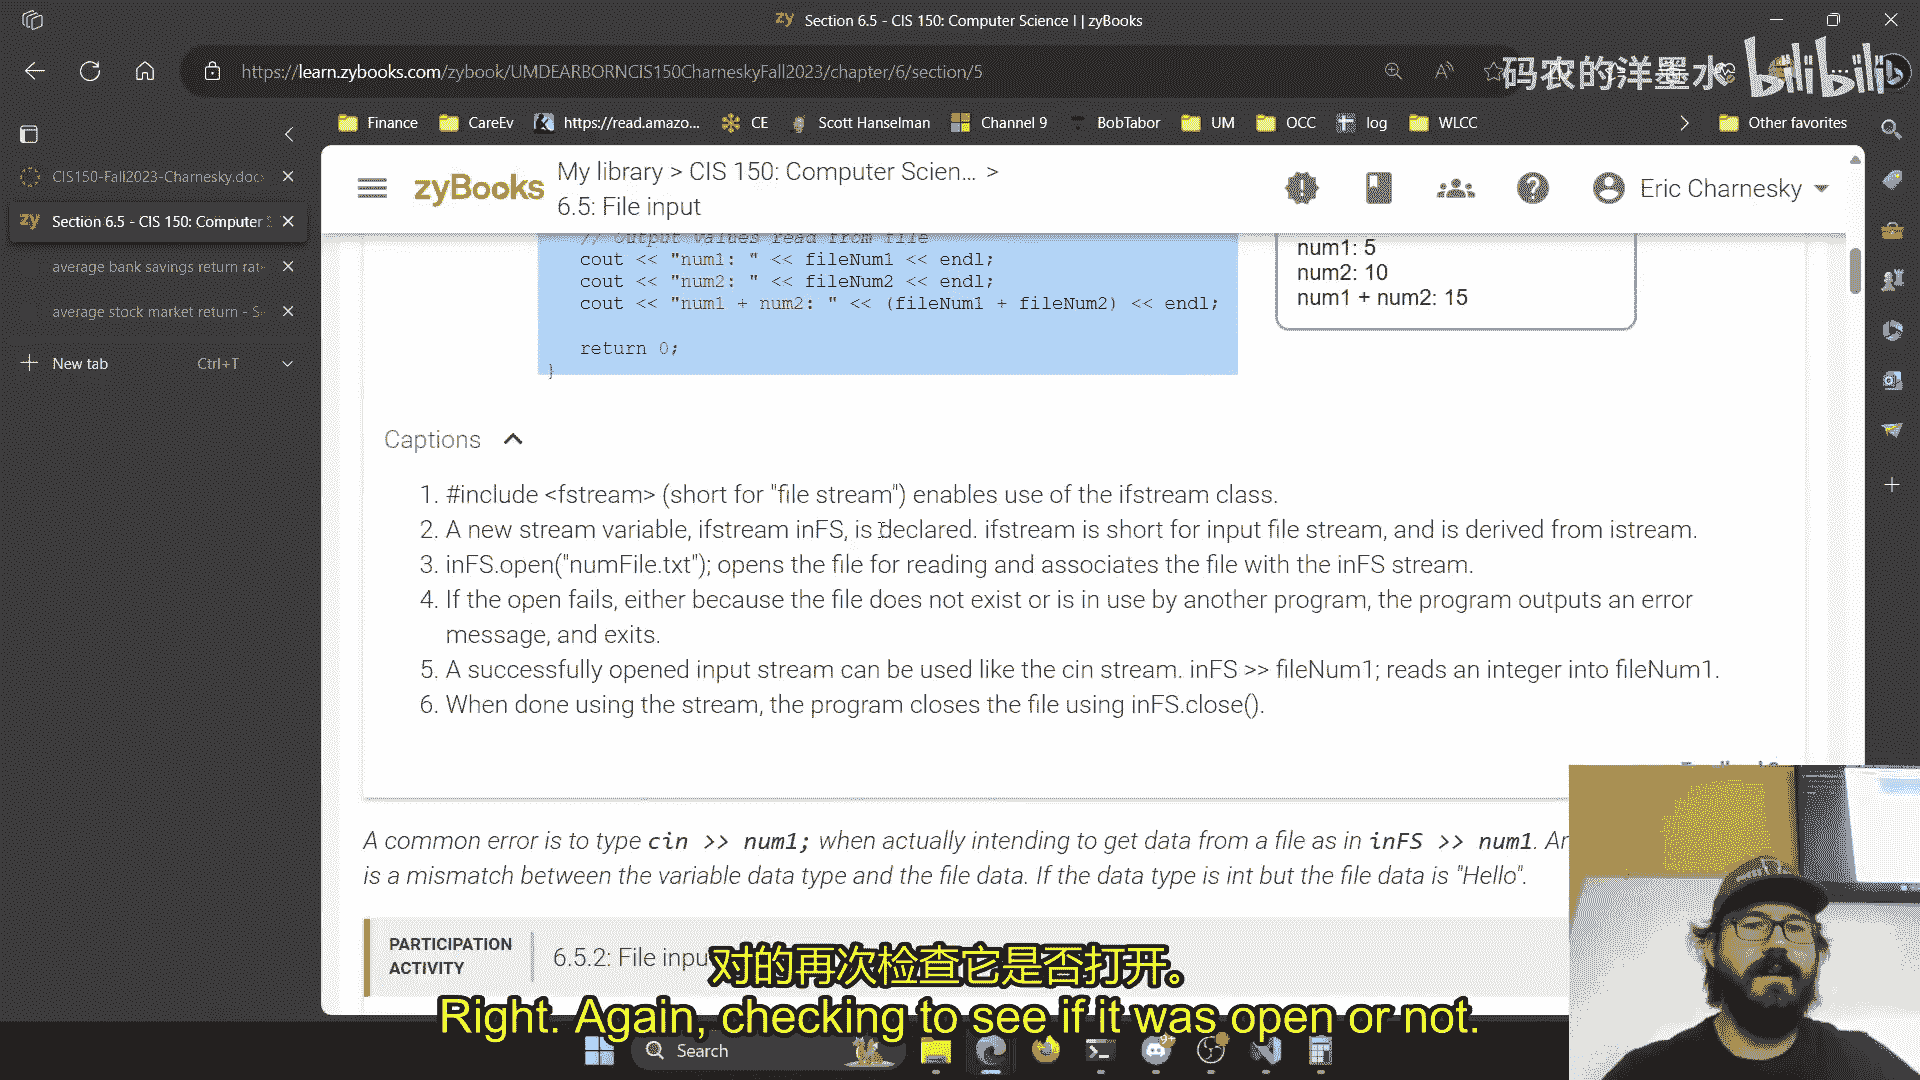 Section 6.5 - CIS 150: Computer Science I | zyBooks
https://learn.zybooks.com/zybook/UMDEARBORNCIS150CharneskyFall2023/chapter/6/section/5
码农的洋墨水 bilibili
Finance CareEv https://read.amazo... CE Scott Hanselman Channel 9 BobTabor UM OCC log WLCC Other favorites
CIS150-Fall2023-Charnesky.doc
Section 6.5 - CIS 150: Computer
average bank savings return rat
average stock market return - S
New tab Ctrl+T
zyBooks
My library > CIS 150: Computer Scien... >
6.5: File input
Eric Charnesky
// Output values read from file
cout << "num1: " << fileNum1 << endl;
cout << "num2: " << fileNum2 << endl;
cout << "num1 + num2: " << (fileNum1 + fileNum2) << endl;
return 0;
}
num1: 5
num2: 10
num1 + num2: 15
Captions
1. #include <fstream> (short for "file stream") enables use of the ifstream class.
2. A new stream variable, ifstream inFS, is declared. ifstream is short for input file stream, and is derived from istream.
3. inFS.open("numFile.txt"); opens the file for reading and associates the file with the inFS stream.
4. If the open fails, either because the file does not exist or is in use by another program, the program outputs an error
message, and exits.
5. A successfully opened input stream can be used like the cin stream. inFS >> fileNum1; reads an integer into fileNum1.
6. When done using the stream, the program closes the file using inFS.close().
A common error is to type cin >> num1; when actually intending to get data from a file as in inFS >> num1. An
is a mismatch between the variable data type and the file data. If the data type is int but the file data is "Hello".
PARTICIPATION
ACTIVITY
6.5.2: File inpu
对的再次检查它是否打开。
Right. Again, checking to see if it was open or not.
Search
9+